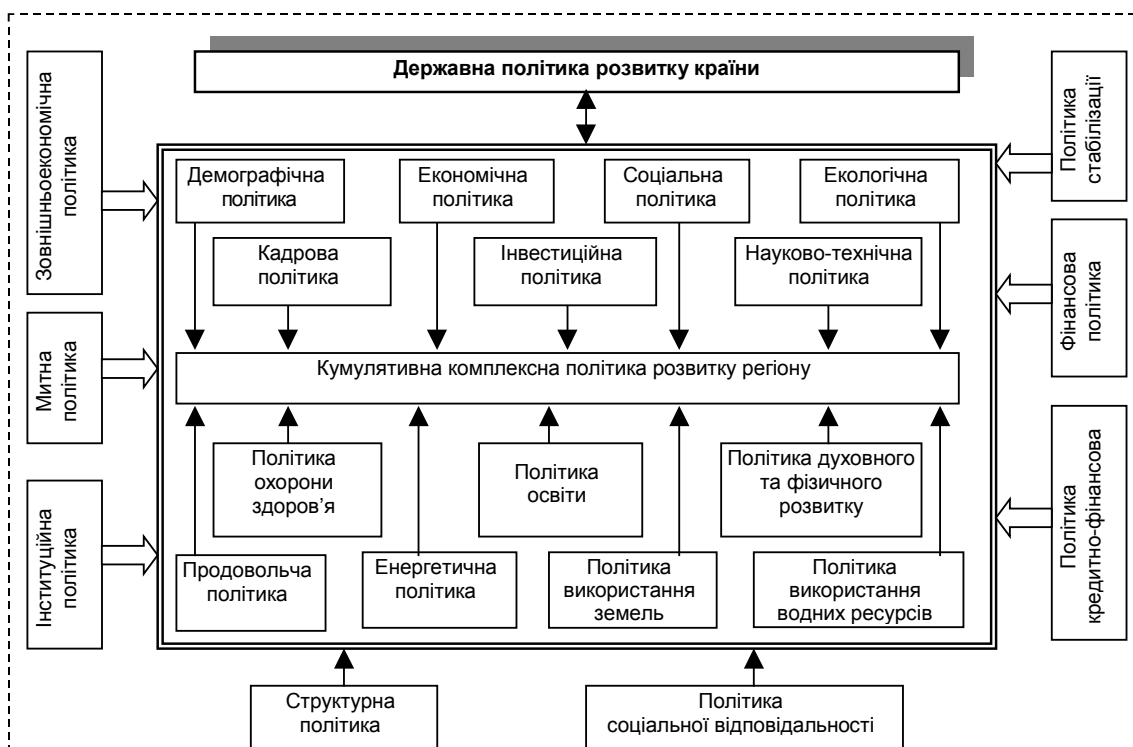 Державна політика розвитку країни
Зовнішньоекономічна
політика
Митна
політика
Інституційна
політика
Демографічна
політика
Економічна
політика
Соціальна
політика
Екологічна
політика
Кадрова
політика
Інвестиційна
політика
Науково-технічна
політика
Кумулятивна комплексна політика розвитку регіону
Політика
охорони
здоров’я
Політика
освіти
Політика духовного
та фізичного
розвитку
Продовольча
політика
Енергетична
політика
Політика
використання
земель
Політика
використання
водних ресурсів
Політика
стабілізації
Фінансова
політика
Політика
кредитно-фінансова
Структурна
політика
Політика
соціальної відповідальності